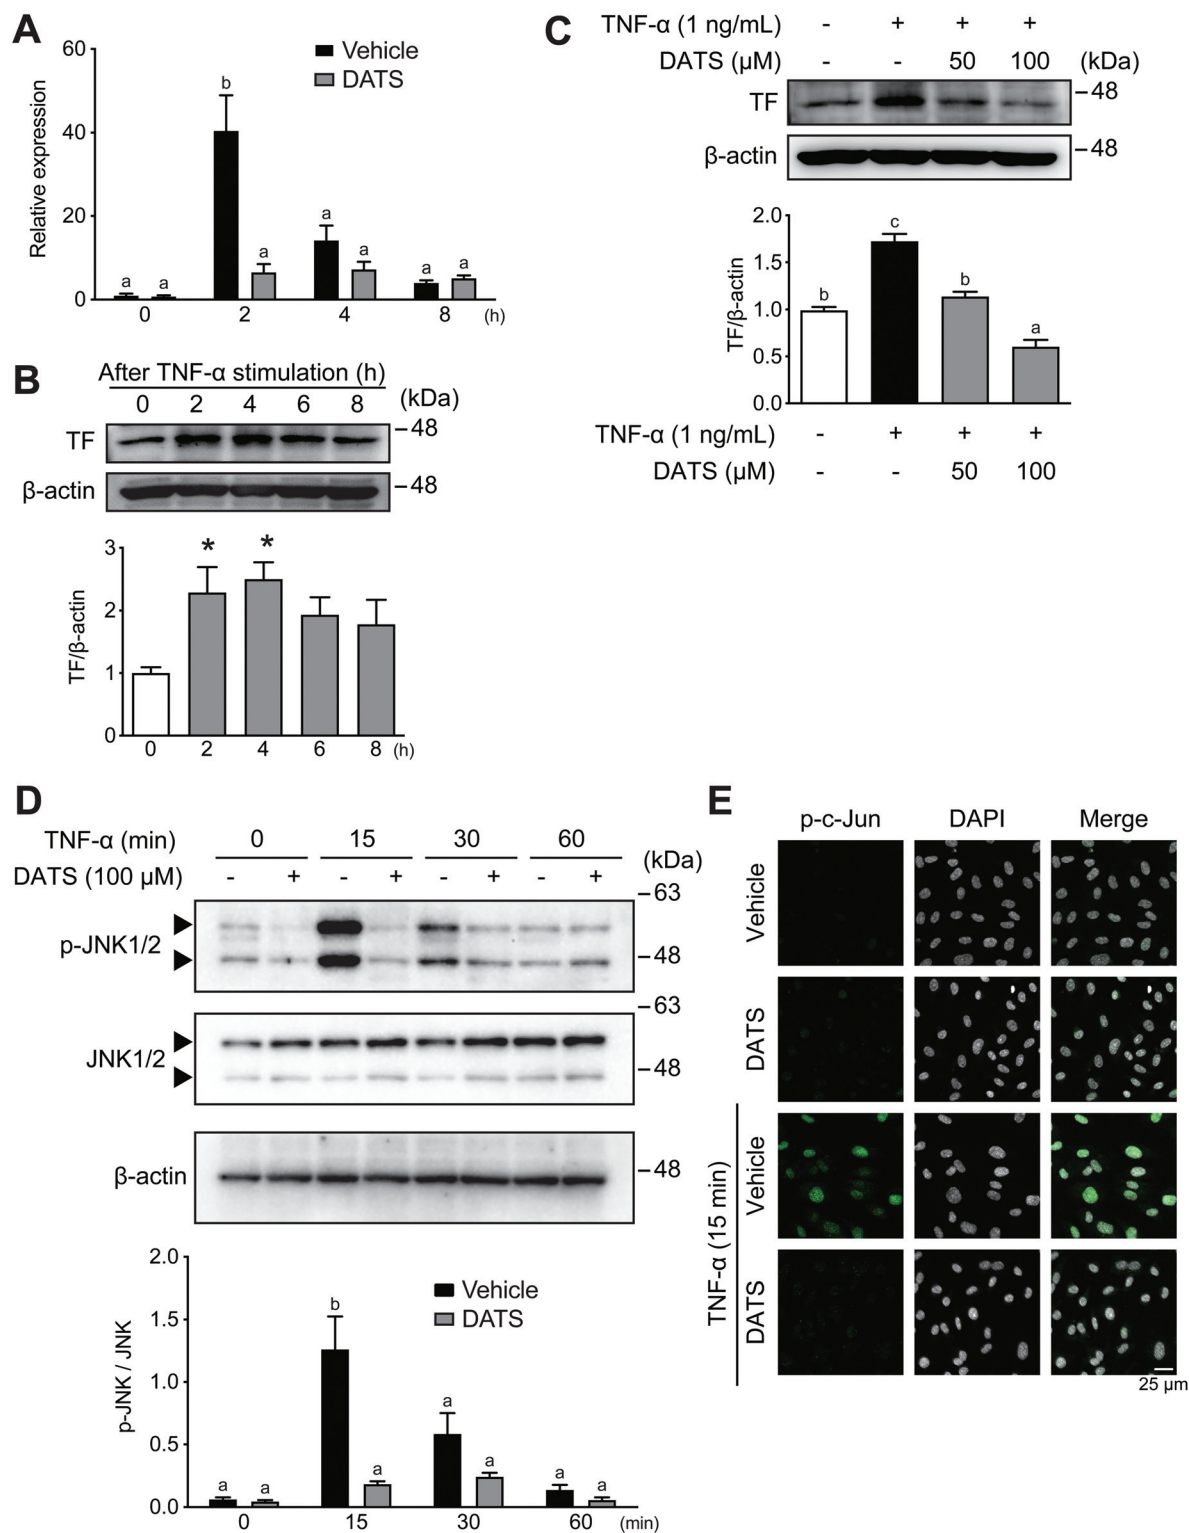 A
60
40
20
0
Relative expression
Vehicle
DATS
a a b a a a a a
0 2 4 8 (h)
B
After TNF-α stimulation (h)
0 2 4 6 8 (kDa)
TF
48
β-actin
48
3
2
1
0
TF/β-actin
* *
0 2 4 6 8 (h)
C
TNF-α (1 ng/mL) - + + +
DATS (μM) - - 50 100 (kDa)
TF
48
β-actin
48
2.0
1.5
1.0
0.5
0.0
TF/β-actin
b c b a
TNF-α (1 ng/mL) - + + +
DATS (μM) - - 50 100
D
TNF-α (min) 0 15 30 60
DATS (100 μM) - + - + - + - + (kDa)
63
p-JNK1/2
48
63
JNK1/2
48
β-actin
48
2.0
1.5
1.0
0.5
0.0
p-JNK / JNK
Vehicle
DATS
a a b a a a a a
0 15 30 60 (min)
E
p-c-Jun DAPI Merge
Vehicle
DATS
TNF-α (15 min)
Vehicle
DATS
25 μm